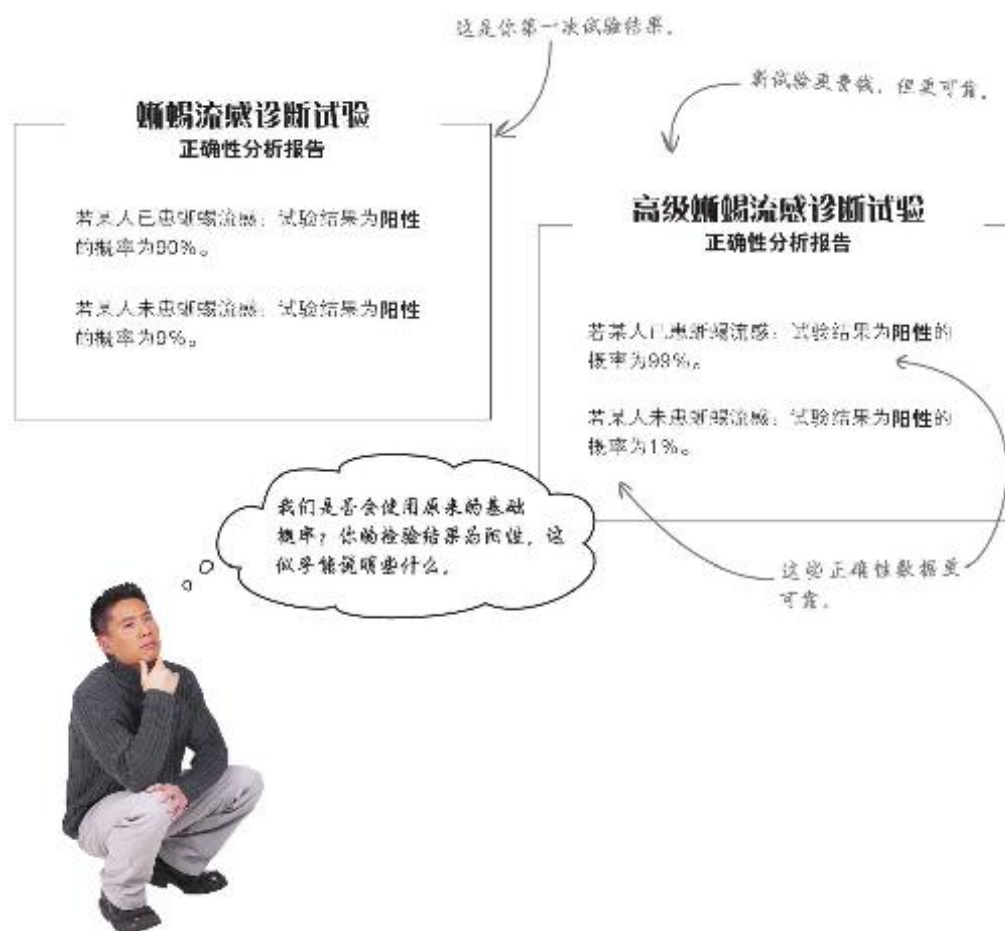 这是你第一次试验结果。
新试验更费钱，但更可靠。
蜥蜴流感诊断试验
正确性分析报告
若某人已患蜥蜴流感，试验结果为阳性
的概率为90%。
若某人未患蜥蜴流感，试验结果为阳性
的概率为9%。
高级蜥蜴流感诊断试验
正确性分析报告
若某人已患蜥蜴流感，试验结果为阳性的
概率为99%。
若某人未患蜥蜴流感，试验结果为阳性的
概率为1%。
我们是否会使用原来的基础
概率？你的检验结果为阳性，这
似乎能说明些什么。
这些正确性数据更
可靠。